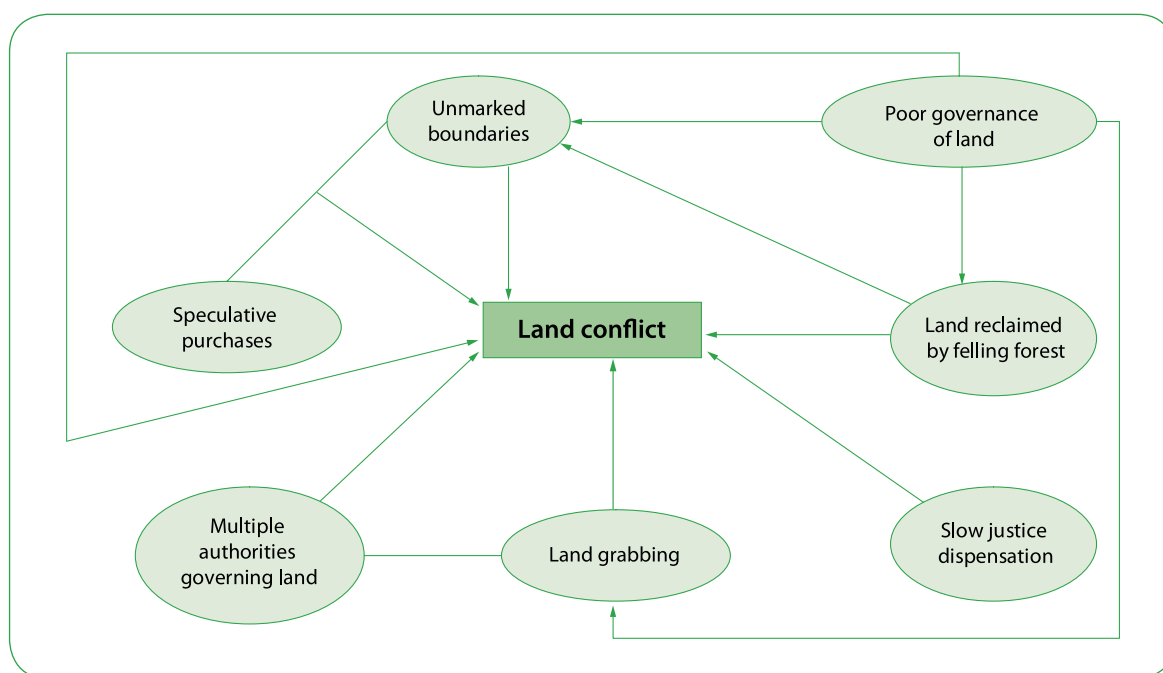 Unmarked
boundaries
Poor governance
of land
Speculative
purchases
Land conflict
Land reclaimed
by felling forest
Multiple
authorities
governing land
Land grabbing
Slow justice
dispensation